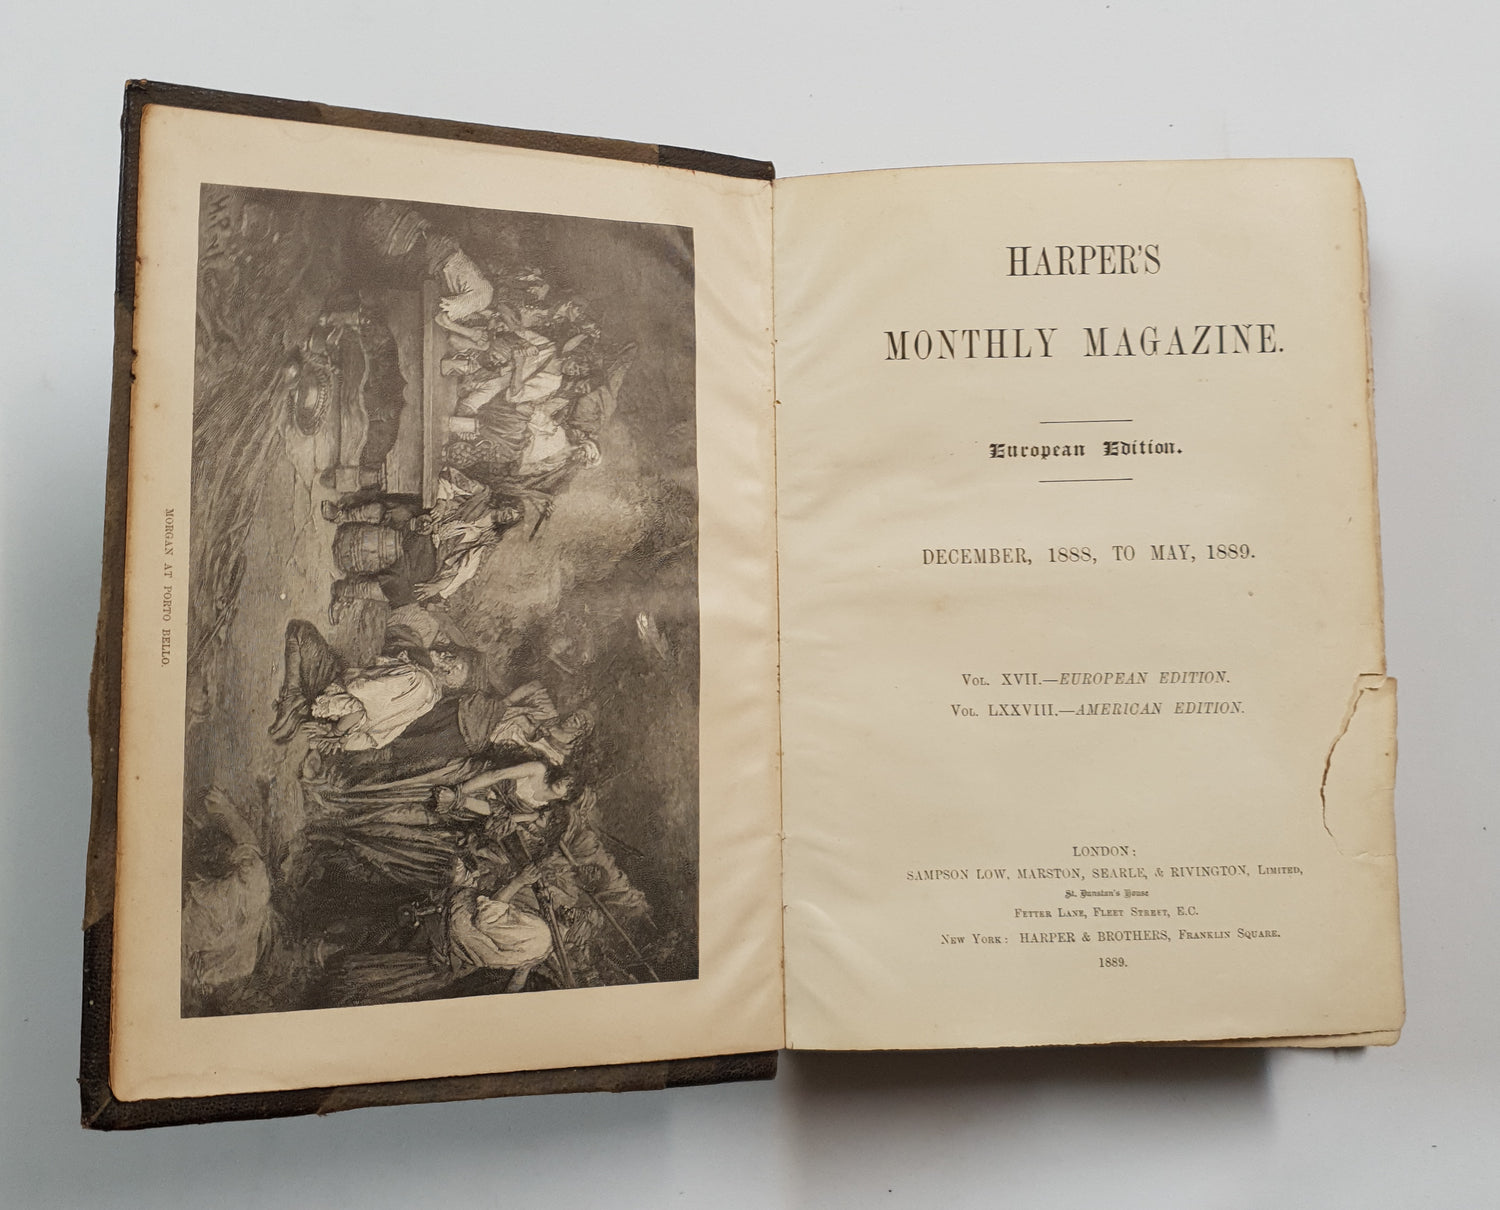 MORGAN AT PORTO BELLO.
HARPER'S
MONTHLY MAGAZINE.
European Edition.
DECEMBER, 1888, TO MAY, 1889.
VOL. XVII.—EUROPEAN EDITION.
VOL. LXXVIII.—AMERICAN EDITION.
LONDON:
SAMPSON LOW, MARSTON, SEARLE, & RIVINGTON, LIMITED,
St. Dunstan's House
FETTER LANE, FLEET STREET, E.C.
NEW YORK: HARPER & BROTHERS, FRANKLIN SQUARE.
1889.